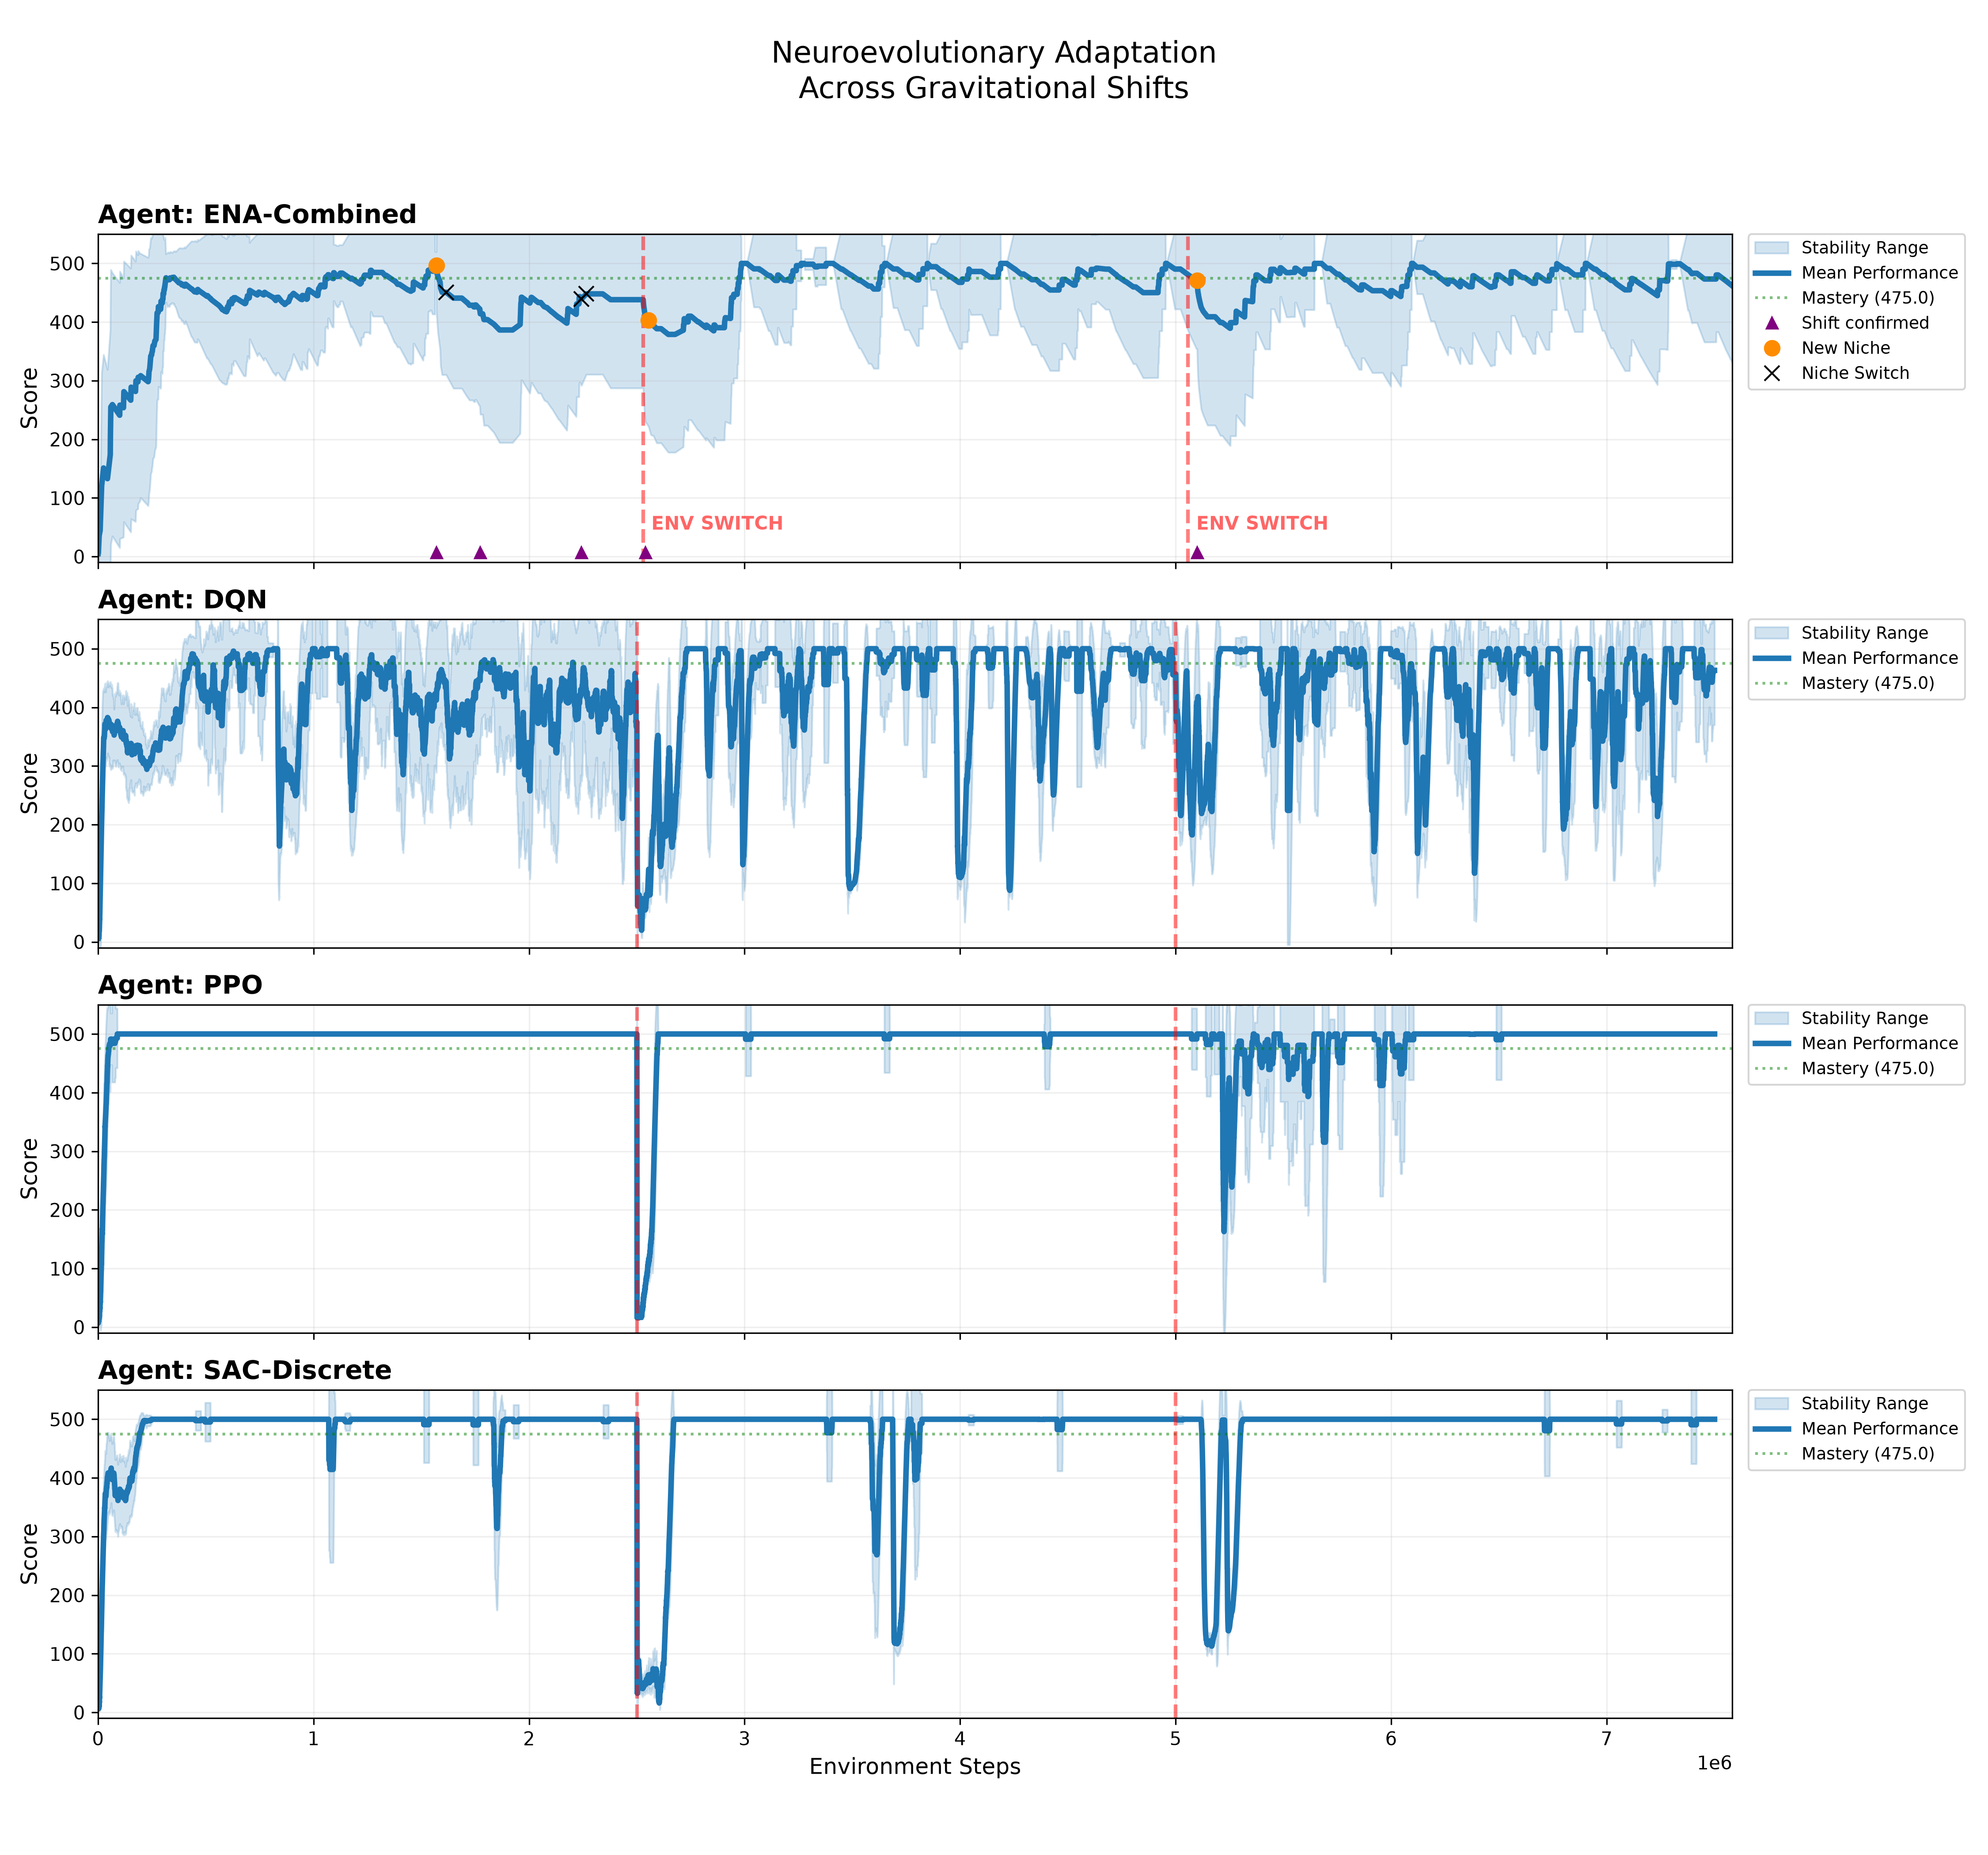 Neuroevolutionary Adaptation
Across Gravitational Shifts
Agent: ENA-Combined
Score
500
400
300
200
100
0
ENV SWITCH
ENV SWITCH
Stability Range
Mean Performance
Mastery (475.0)
Shift confirmed
New Niche
Niche Switch
Agent: DQN
Score
500
400
300
200
100
0
Stability Range
Mean Performance
Mastery (475.0)
Agent: PPO
Score
500
400
300
200
100
0
Stability Range
Mean Performance
Mastery (475.0)
Agent: SAC-Discrete
Score
500
400
300
200
100
0
Stability Range
Mean Performance
Mastery (475.0)
0 1 2 3 4 5 6 7
Environment Steps
1e6